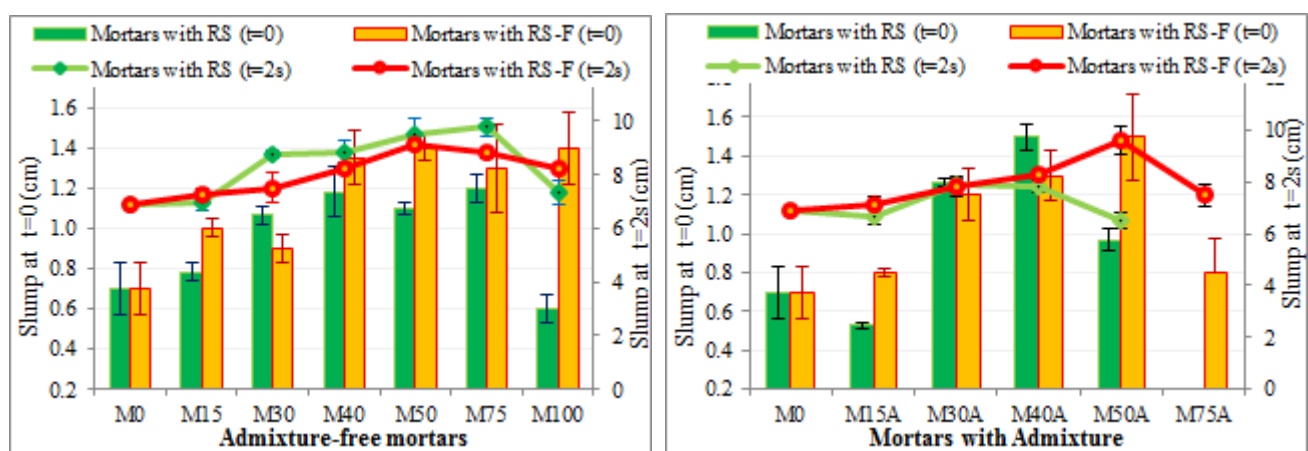 Mortars with RS (t=0) Mortars with RS-F (t=0)
Mortars with RS (t=2s) Mortars with RS-F (t=2s)
Slump at t=0 (cm)
1.6
1.4
1.2
1.0
0.8
0.6
0.4
0.2
10
8
6
4
2
0
Slump at t=2s (cm)
M0 M15 M30 M40 M50 M75 M100
Admixture-free mortars
Mortars with RS (t=0) Mortars with RS-F (t=0)
Mortars with RS (t=2s) Mortars with RS-F (t=2s)
Slump at t=0 (cm)
1.6
1.4
1.2
1.0
0.8
0.6
0.4
0.2
10
8
6
4
2
0
Slump at t=2s (cm)
M0 M15A M30A M40A M50A M75A
Mortars with Admixture